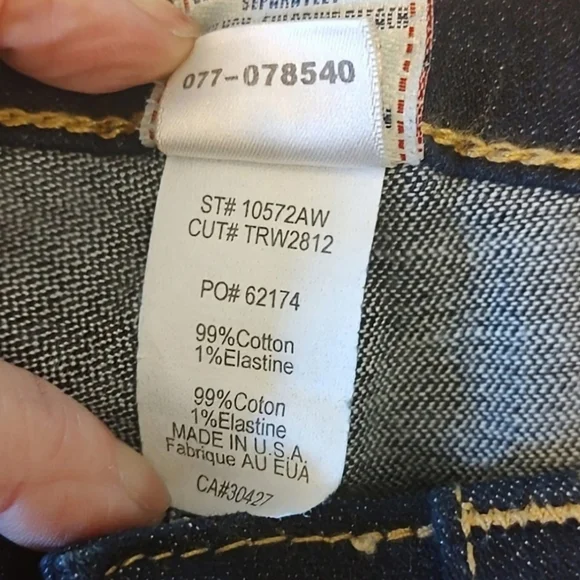 SEPARATELY
077-078540
ST# 10572AW
CUT# TRW2812
PO# 62174
99%Cotton
1%Elastine
99%Coton
1%Elastine
MADE IN U.S.A.
Fabrique AU EUA
CA#30427